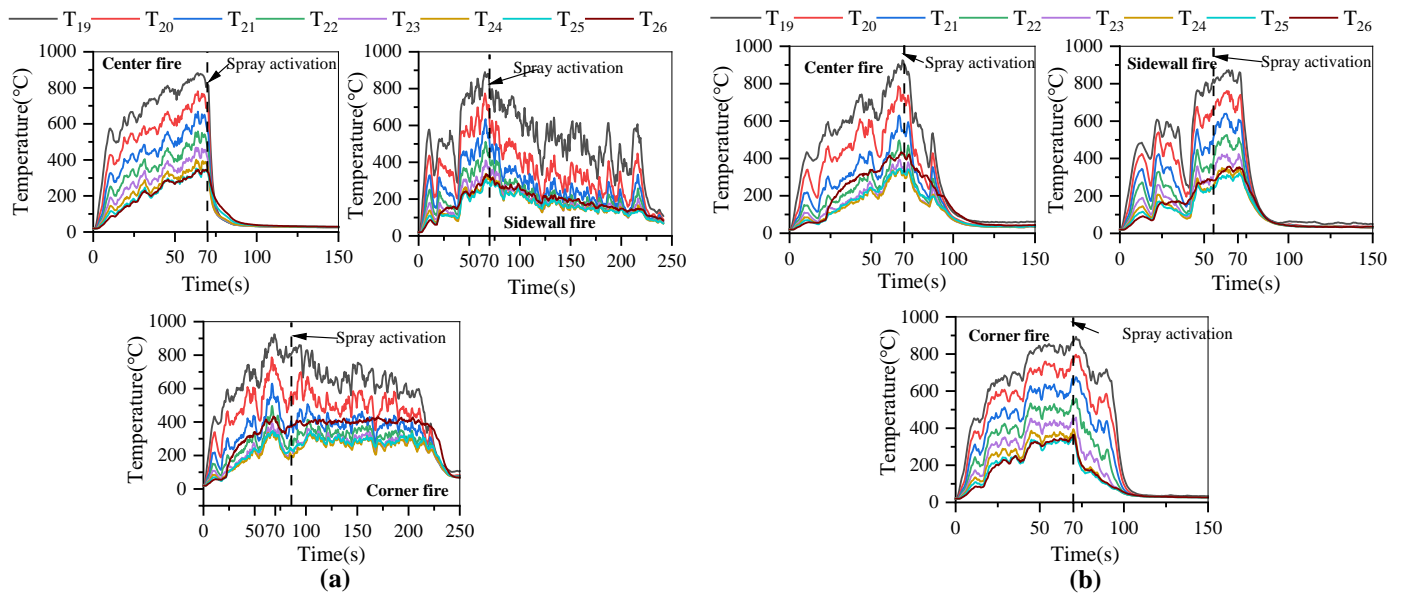 T19 T20 T21 T22 T23 T24 T25 T26
T19 T20 T21 T22 T23 T24 T25 T26
Center fire
Spray activation
Temperature(°C)
1000
800
600
400
200
0
0 50 70 100 150
Time(s)
Spray activation
Sidewall fire
Temperature(°C)
1000
800
600
400
200
0
0 50 70 100 150 200 250
Time(s)
Center fire
Spray activation
Temperature(°C)
1000
800
600
400
200
0
0 50 70 100 150
Time(s)
Sidewall fire
Spray activation
Temperature(°C)
1000
800
600
400
200
0
0 50 70 100 150
Time(s)
Spray activation
Corner fire
Temperature(°C)
1000
800
600
400
200
0
0 50 70 100 150 200 250
Time(s)
(a)
Corner fire
Spray activation
Temperature(°C)
1000
800
600
400
200
0
0 50 70 100 150
Time(s)
(b)